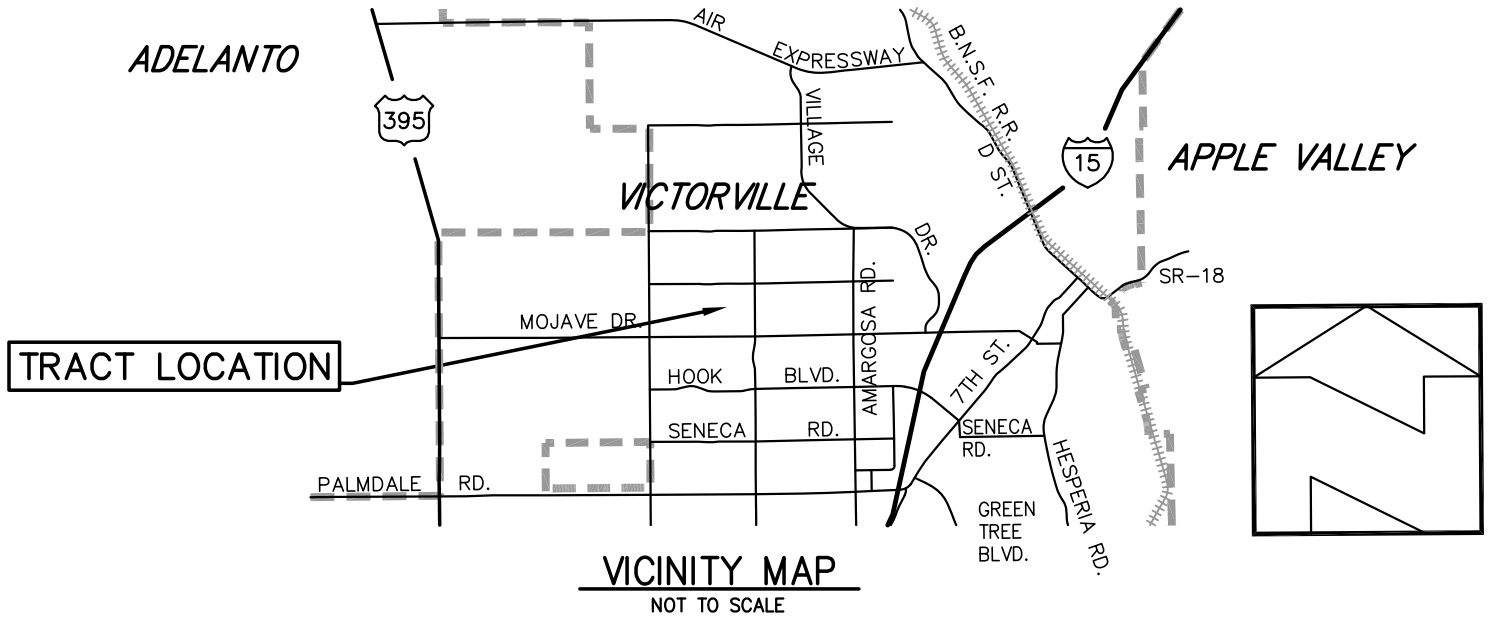 AIR
EXPRESSWAY
ADELANTO
395
B.N.S.F. R.R.
D ST.
VILLAGE
15
APPLE VALLEY
VICTORVILLE
DR.
SR-18
AMARGOSA RD.
MOJAVE DR.
TRACT LOCATION
7TH ST.
HOOK BLVD.
SENECA RD.
SENECA
RD.
HESPERIA RD.
PALMDALE RD.
GREEN
TREE
BLVD.
VICINITY MAP
NOT TO SCALE
N